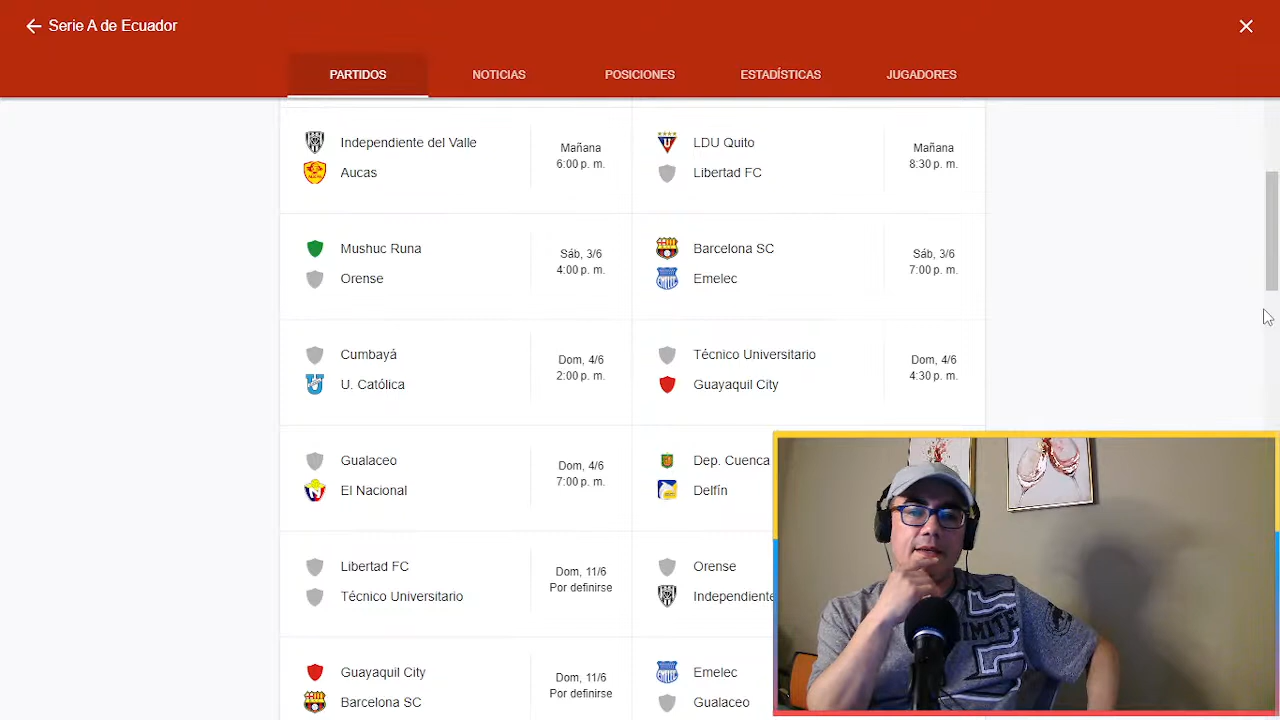 Serie A de Ecuador
PARTIDOS
NOTICIAS
POSICIONES
ESTADÍSTICAS
JUGADORES
Independiente del Valle
Aucas
Mañana
6:00 p. m.
LDU Quito
Libertad FC
Mañana
8:30 p. m.
Mushuc Runa
Orense
Sáb, 3/6
4:00 p. m.
Barcelona SC
Emelec
Sáb, 3/6
7:00 p. m.
Cumbayá
U. Católica
Dom, 4/6
2:00 p. m.
Técnico Universitario
Guayaquil City
Dom, 4/6
4:30 p. m.
Gualaceo
El Nacional
Dom, 4/6
7:00 p. m.
Dep. Cuenca
Delfín
Libertad FC
Técnico Universitario
Dom, 11/6
Por definirse
Orense
Independiente
Guayaquil City
Barcelona SC
Dom, 11/6
Por definirse
Emelec
Gualaceo